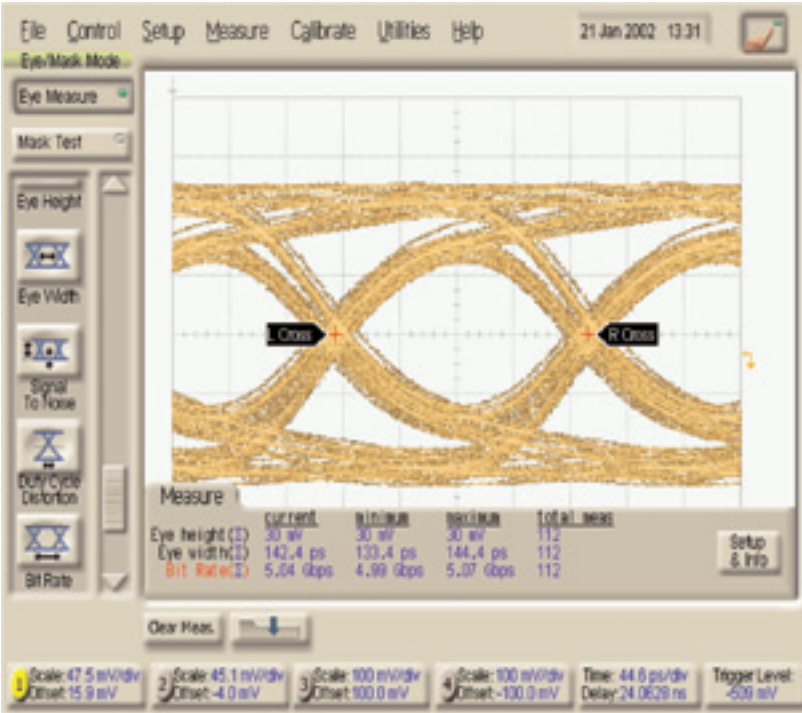 File Control Setup Measure Calibrate Utilities Help 21 Jan 2002 13:31
Eye/Mask Mode
Eye Measure
Mask Test
Eye Height
Eye Width
Signal
To Noise
Duty Cycle
Distortion
Bit Rate
L Cross
R Cross
Measure
current minimum maximum total meas
Eye height(1) 30 mV 30 mV 30 mV 112
Eye width(1) 142.4 ps 133.4 ps 144.4 ps 112
Bit Rate(1) 5.04 Gbps 4.99 Gbps 5.07 Gbps 112
Setup
& Info
Clear Meas.
1 Scale: 47.5 mV/div
Offset: 15.9 mV
2 Scale: 45.1 mV/div
Offset: -4.0 mV
3 Scale: 100 mV/div
Offset: 100.0 mV
4 Scale: 100 mV/div
Offset: -100.0 mV
Time: 44.6 ps/div
Delay: 24.0628 ns
Trigger Level:
-509 mV